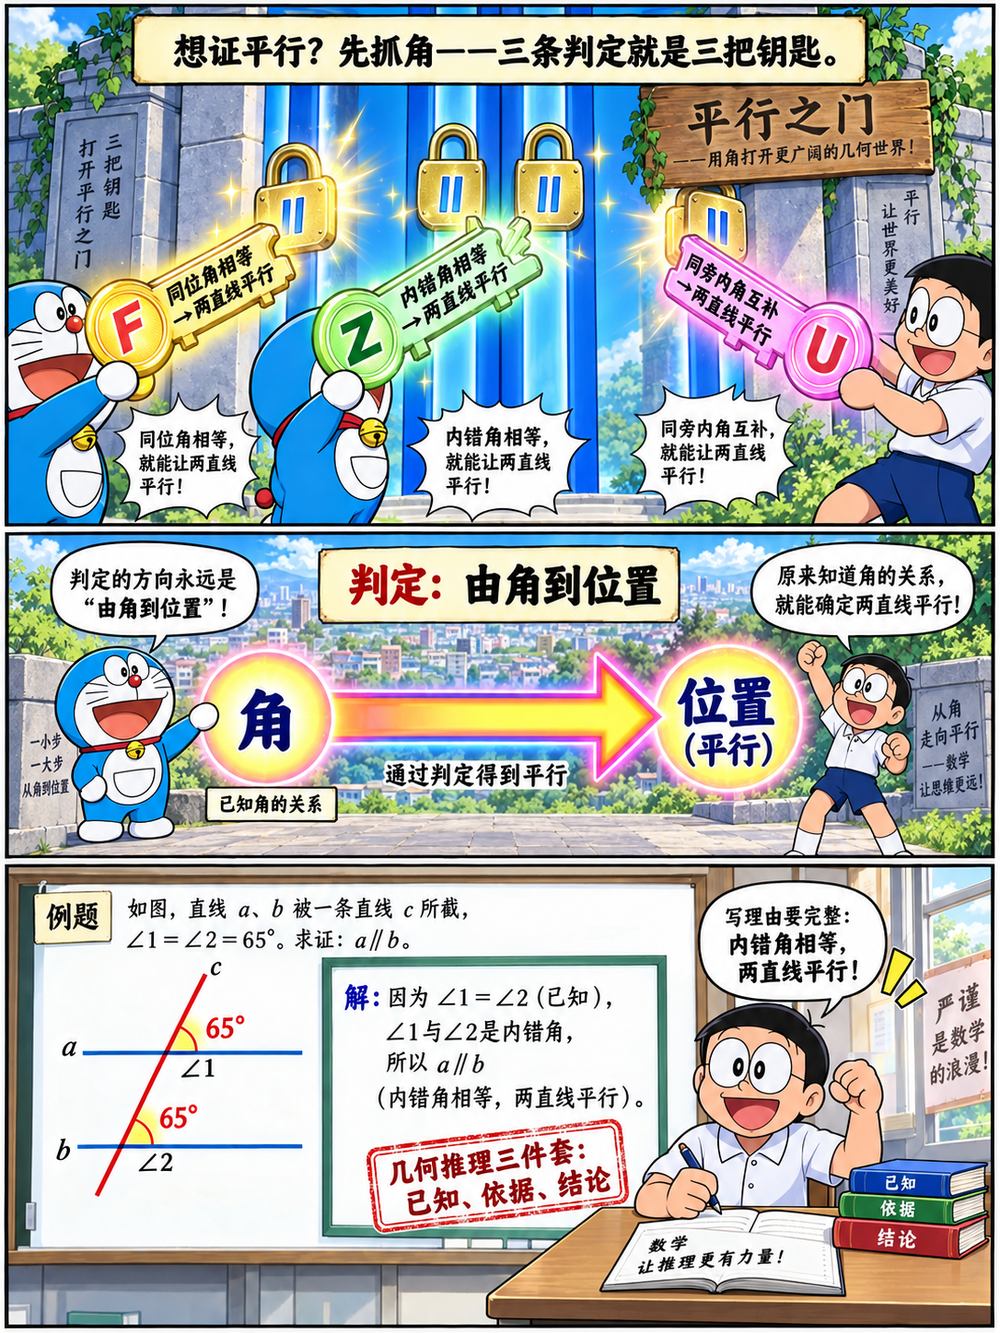 想证平行？先抓角——三条判定就是三把钥匙。
平行之门
——用角打开更广阔的几何世界！
三把钥匙
打开平行之门
平行
让世界更美好
F
同位角相等
→两直线平行
Z
内错角相等
→两直线平行
同旁内角互补
→两直线平行
U
同位角相等，
就能让两直线
平行！
内错角相等，
就能让两直线
平行！
同旁内角互补，
就能让两直线
平行！
判定的方向永远是
“由角到位置”！
判定：由角到位置
原来知道角的关系，
就能确定两直线平行！
角
位置
(平行)
通过判定得到平行
已知角的关系
一小步
一大步
从角到位置
从角
走向平行
——数学
让思维更远！
例题
如图，直线 a、b 被一条直线 c 所截，
∠1＝∠2＝65°。求证：a∥b。
c
65°
a
∠1
65°
b
∠2
解：因为 ∠1＝∠2（已知），
∠1与∠2是内错角，
所以 a∥b
（内错角相等，两直线平行）。
几何推理三件套：
已知、依据、结论
写理由要完整：
内错角相等，
两直线平行！
严谨
是数学
的浪漫！
已知
依据
结论
数学
让推理更有力量！